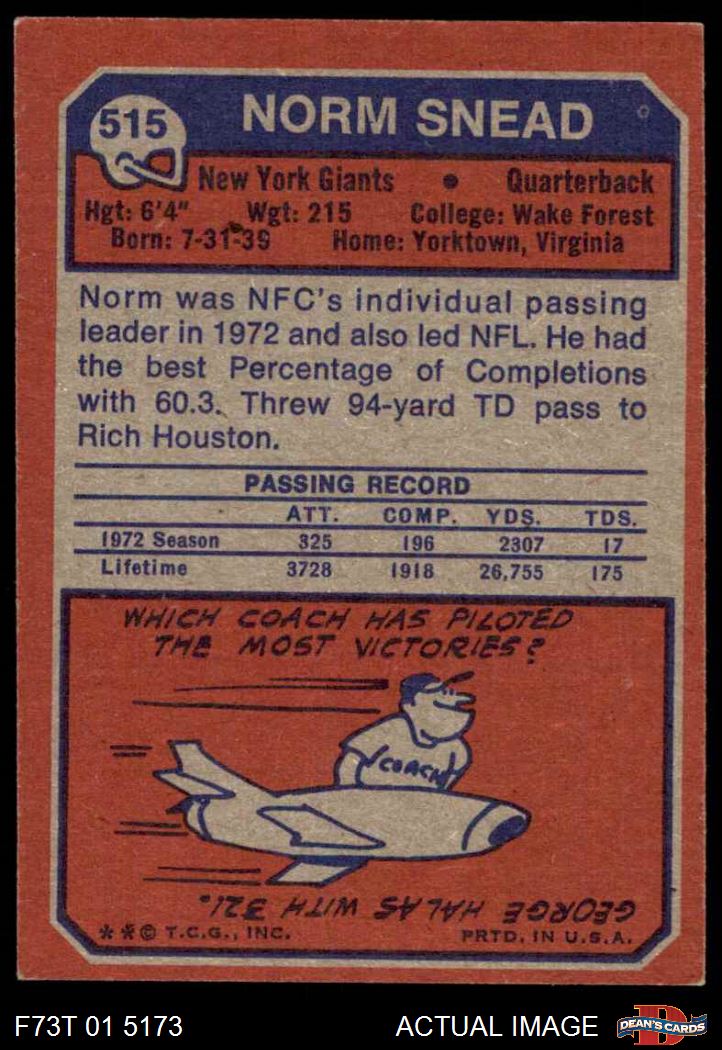 515
NORM SNEAD
New York Giants • Quarterback
Hgt: 6'4" Wgt: 215 College: Wake Forest
Born: 7-31-39 Home: Yorktown, Virginia
Norm was NFC's individual passing
leader in 1972 and also led NFL. He had
the best Percentage of Completions
with 60.3. Threw 94-yard TD pass to
Rich Houston.
PASSING RECORD
ATT. COMP. YDS. TDS.
1972 Season 325 196 2307 17
Lifetime 3728 1918 26,755 175
WHICH COACH HAS PILOTED
THE MOST VICTORIES?
COACH
GEORGE HALAS WITH 321.
**© T.C.G., INC. PRTD. IN U.S.A.
F73T 01 5173 ACTUAL IMAGE
D
DEAN'S CARDS